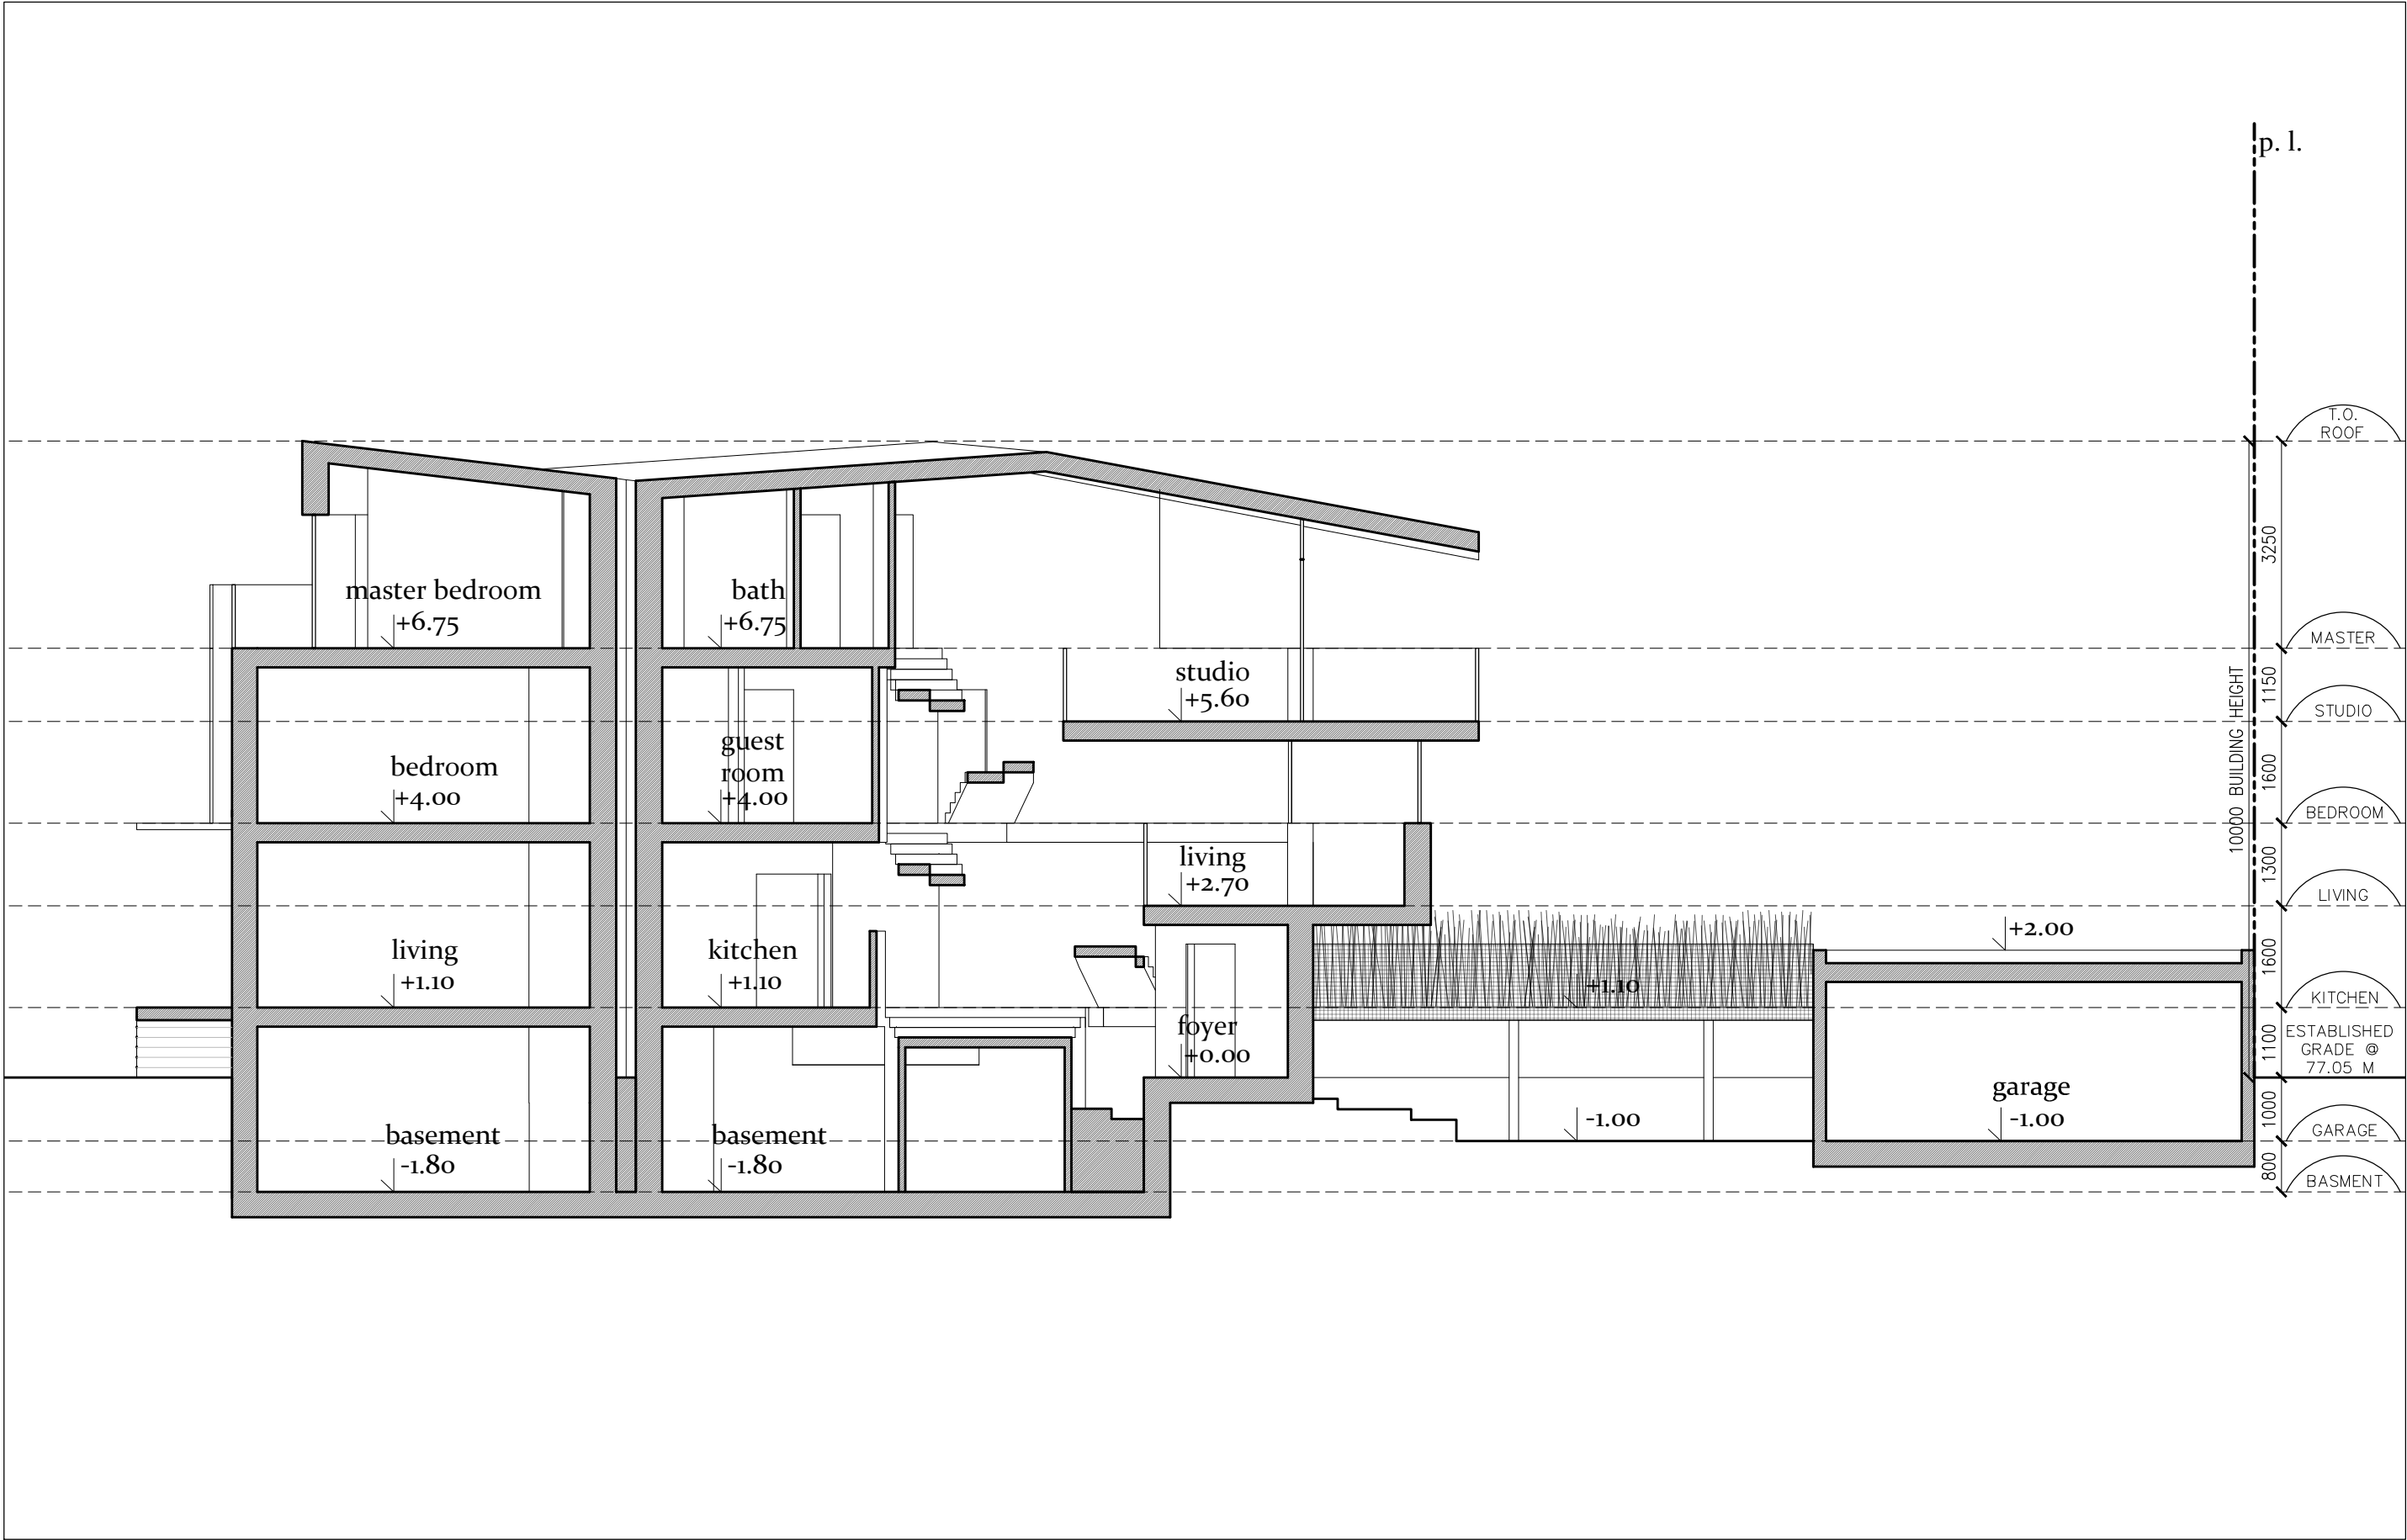 p. l.
T.O.
ROOF
3250
master bedroom
+6.75
bath
+6.75
MASTER
studio
+5.60
1150
STUDIO
10000 BUILDING HEIGHT
guest
room
+4.00
bedroom
+4.00
1600
BEDROOM
living
+2.70
1300
LIVING
+2.00
living
+1.10
kitchen
+1.10
+1.10
1600
KITCHEN
foyer
+0.00
1100
ESTABLISHED
GRADE @
77.05 M
garage
-1.00
-1.00
1000
GARAGE
basement
-1.80
basement
-1.80
800
BASMENT